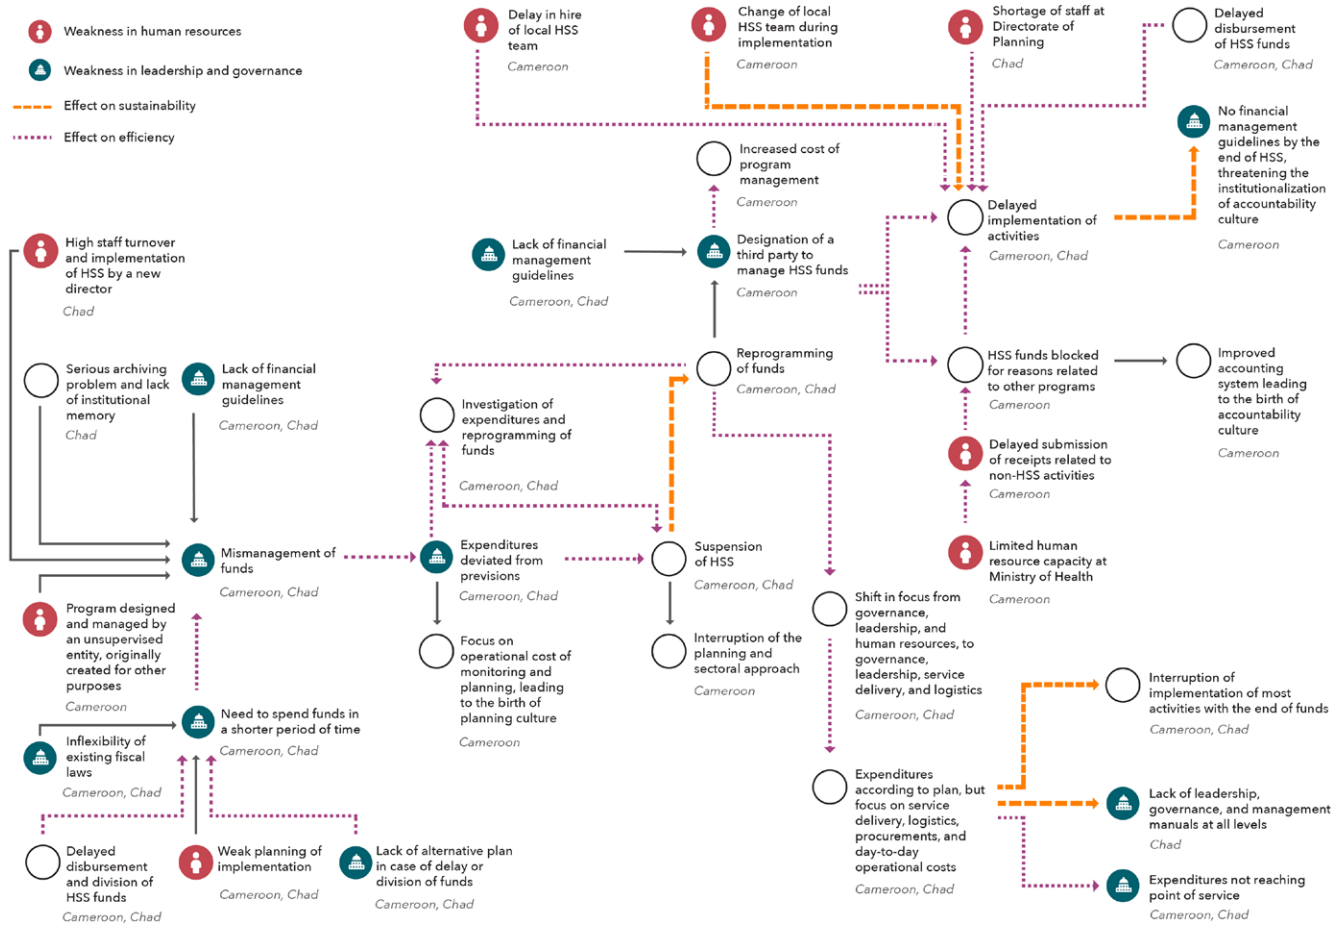 Weakness in human resources
Weakness in leadership and governance
Effect on sustainability
Effect on efficiency
Delay in hire
of local HSS
team
Cameroon
Change of local
HSS team during
implementation
Cameroon
Shortage of staff at
Directorate of
Planning
Chad
Delayed
disbursement
of HSS funds
Cameroon, Chad
No financial
management
guidelines by the
end of HSS,
threatening the
institutionalization
of accountability
culture
Cameroon
Increased cost of
program
management
Cameroon
Delayed
implementation of
activities
Cameroon, Chad
High staff turnover
and implementation
of HSS by a new
director
Chad
Lack of financial
management
guidelines
Cameroon, Chad
Designation of a
third party to
manage HSS funds
Cameroon
Serious archiving
problem and lack
of institutional
memory
Chad
Lack of financial
management
guidelines
Cameroon, Chad
Reprogramming
of funds
Cameroon, Chad
HSS funds blocked
for reasons related
to other programs
Cameroon
Improved
accounting
system leading
to the birth of
accountability
culture
Cameroon
Investigation of
expenditures and
reprogramming of
funds
Cameroon, Chad
Delayed submission
of receipts related to
non-HSS activities
Cameroon
Mismanagement of
funds
Cameroon, Chad
Expenditures
deviated from
previsions
Cameroon, Chad
Suspension
of HSS
Cameroon, Chad
Limited human
resource capacity at
Ministry of Health
Cameroon
Program designed
and managed by
an unsupervised
entity, originally
created for other
purposes
Cameroon
Focus on
operational cost of
monitoring and
planning, leading
to the birth of
planning culture
Cameroon
Interruption of the
planning and
sectoral approach
Cameroon
Shift in focus from
governance,
leadership, and
human resources, to
governance,
leadership, service
delivery, and logistics
Cameroon, Chad
Need to spend funds in
a shorter period of time
Cameroon, Chad
Inflexibility of
existing fiscal
laws
Cameroon, Chad
Interruption of
implementation of most
activities with the end of funds
Cameroon, Chad
Expenditures
according to plan, but
focus on service
delivery, logistics,
procurements, and
day-to-day
operational costs
Cameroon, Chad
Lack of leadership,
governance, and management
manuals at all levels
Chad
Delayed
disbursement
and division of
HSS funds
Cameroon, Chad
Weak planning of
implementation
Cameroon, Chad
Lack of alternative plan
in case of delay or
division of funds
Cameroon, Chad
Expenditures not reaching
point of service
Cameroon, Chad